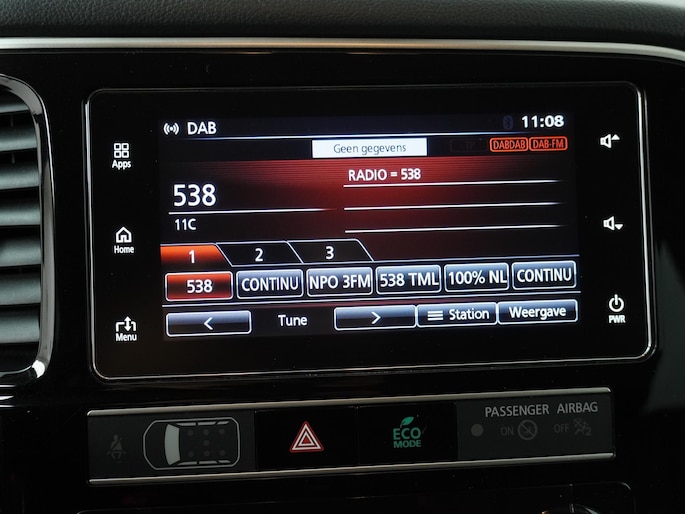 DAB 11:08
Geen gegevens TP DABDAB DAB-FM
Apps
RADIO = 538
538
11C
Home
1 2 3
538 CONTINU NPO 3FM 538 TML 100% NL CONTINU
< Tune > Station Weergave
Menu
PWR
PASSENGER AIRBAG
ECO
MODE
ON OFF